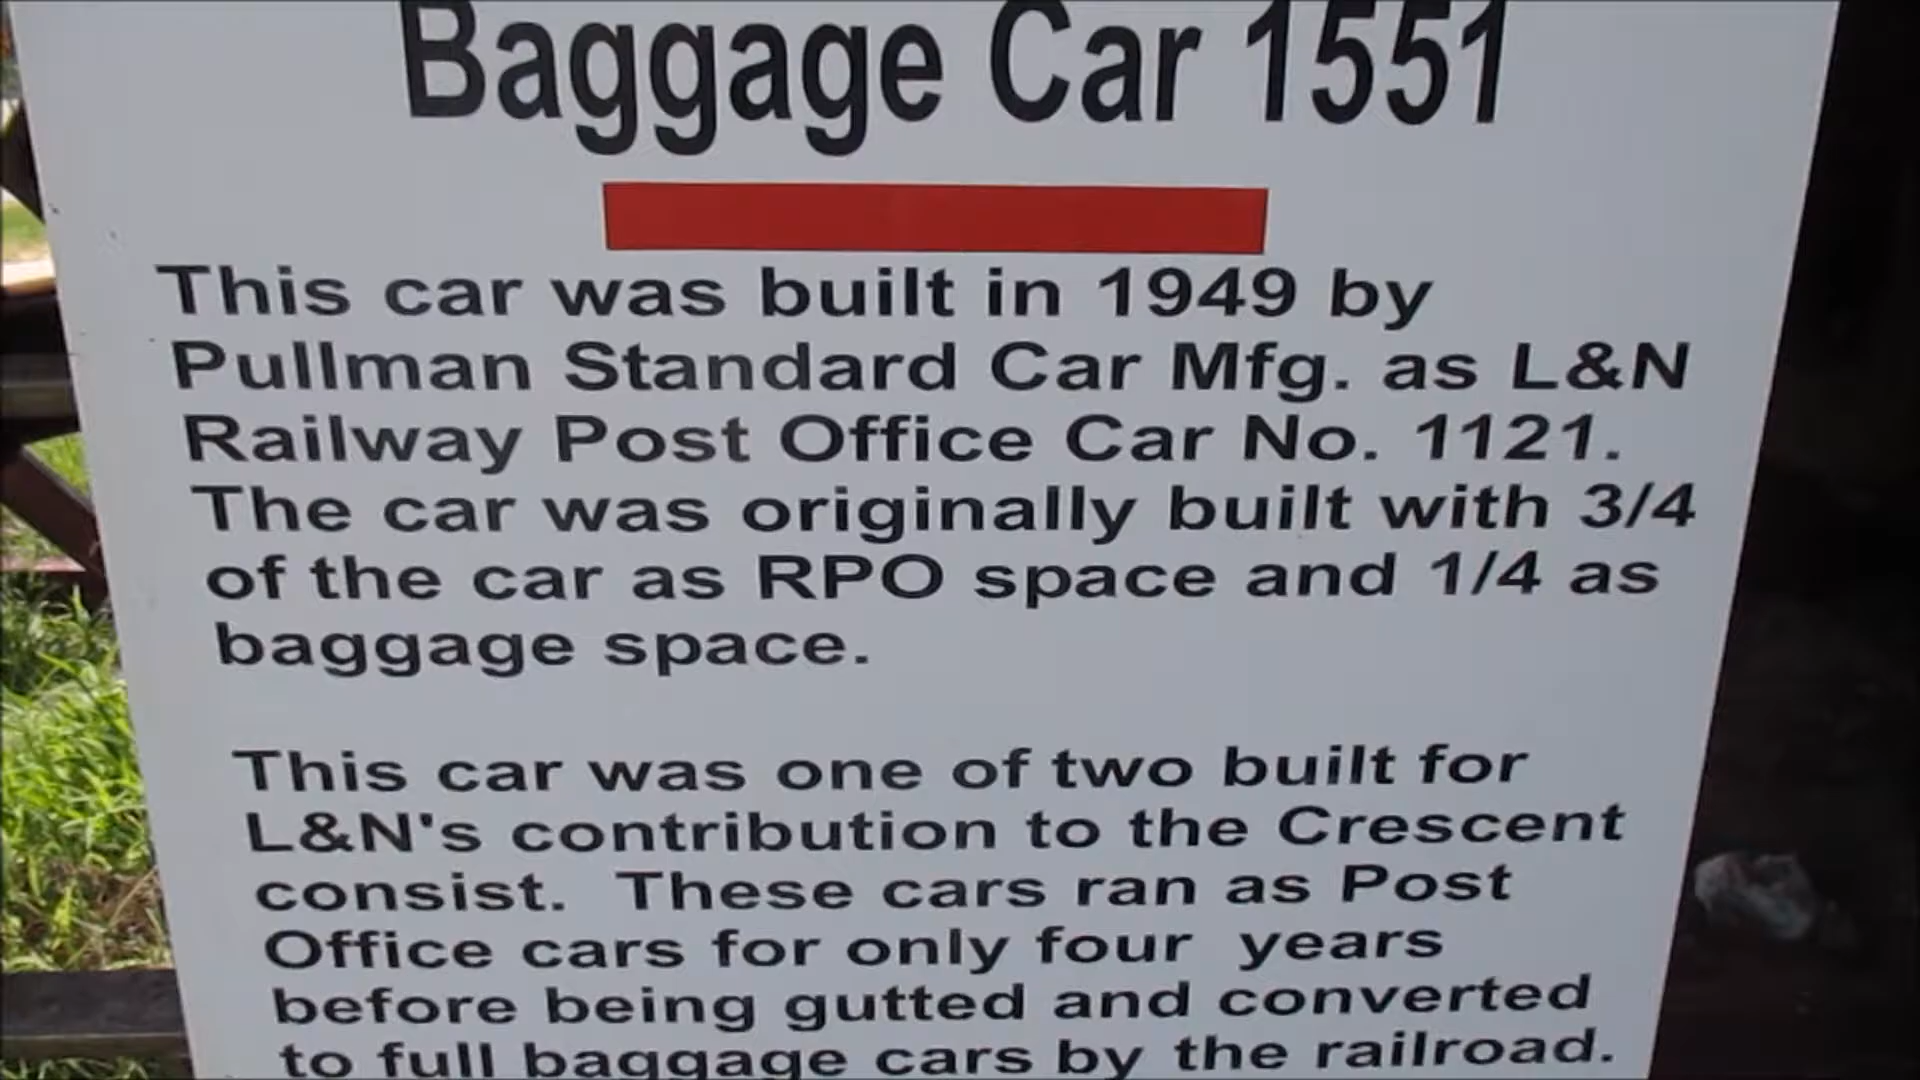 Baggage Car 1551
This car was built in 1949 by
Pullman Standard Car Mfg. as L&N
Railway Post Office Car No. 1121.
The car was originally built with 3/4
of the car as RPO space and 1/4 as
baggage space.
This car was one of two built for
L&N's contribution to the Crescent
consist. These cars ran as Post
Office cars for only four years
before being gutted and converted
to full baggage cars by the railroad.